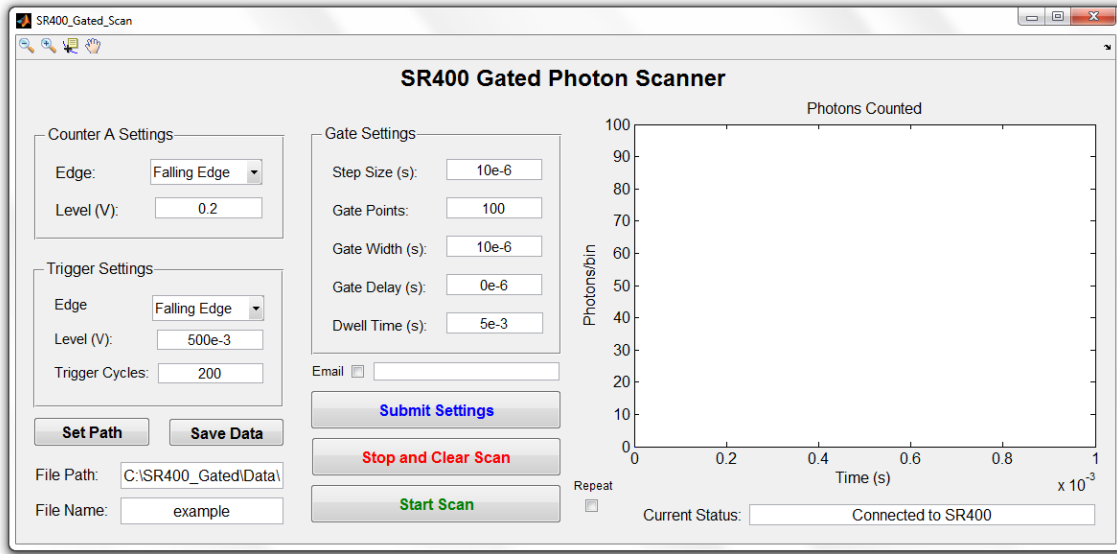 SR400_Gated_Scan
SR400 Gated Photon Scanner
Counter A Settings
Edge: Falling Edge
Level (V): 0.2
Trigger Settings
Edge Falling Edge
Level (V): 500e-3
Trigger Cycles: 200
Set Path Save Data
File Path: C:\SR400_Gated\Data\
File Name: example
Gate Settings
Step Size (s): 10e-6
Gate Points: 100
Gate Width (s): 10e-6
Gate Delay (s): 0e-6
Dwell Time (s): 5e-3
Email
Submit Settings
Stop and Clear Scan
Start Scan
Repeat
Photons Counted
Photons/bin
100
90
80
70
60
50
40
30
20
10
0
0 0.2 0.4 0.6 0.8 1
Time (s)
x 10^-3
Current Status: Connected to SR400